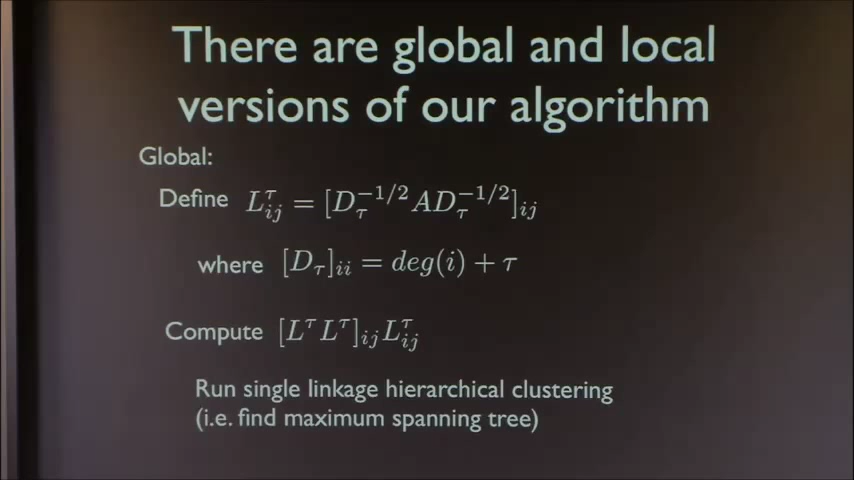 There are global and local
versions of our algorithm
Global:
Define $L^{\tau}_{ij} = [D_{\tau}^{-1/2} A D_{\tau}^{-1/2}]_{ij}$
where $[D_{\tau}]_{ii} = deg(i) + \tau$
Compute $[L^{\tau} L^{\tau}]_{ij} L^{\tau}_{ij}$
Run single linkage hierarchical clustering
(i.e. find maximum spanning tree)